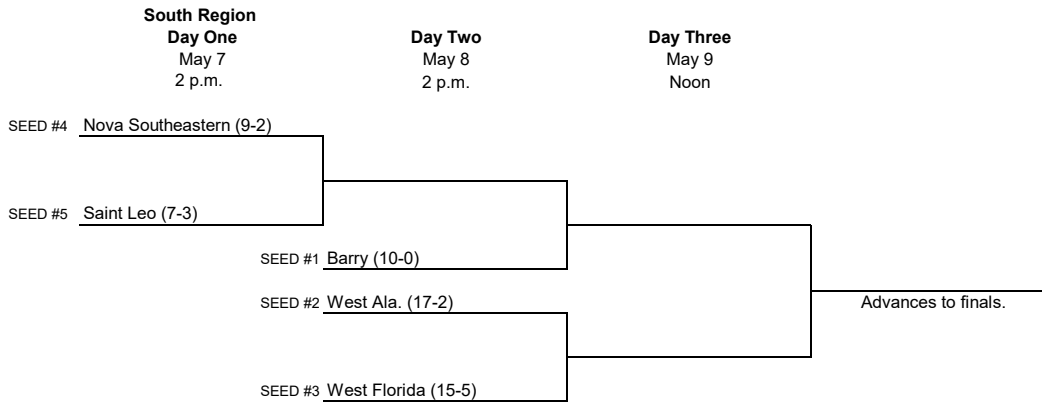 South Region
Day One
May 7
2 p.m.
Day Two
May 8
2 p.m.
Day Three
May 9
Noon
SEED #4 Nova Southeastern (9-2)
SEED #5 Saint Leo (7-3)
SEED #1 Barry (10-0)
SEED #2 West Ala. (17-2)
Advances to finals.
SEED #3 West Florida (15-5)